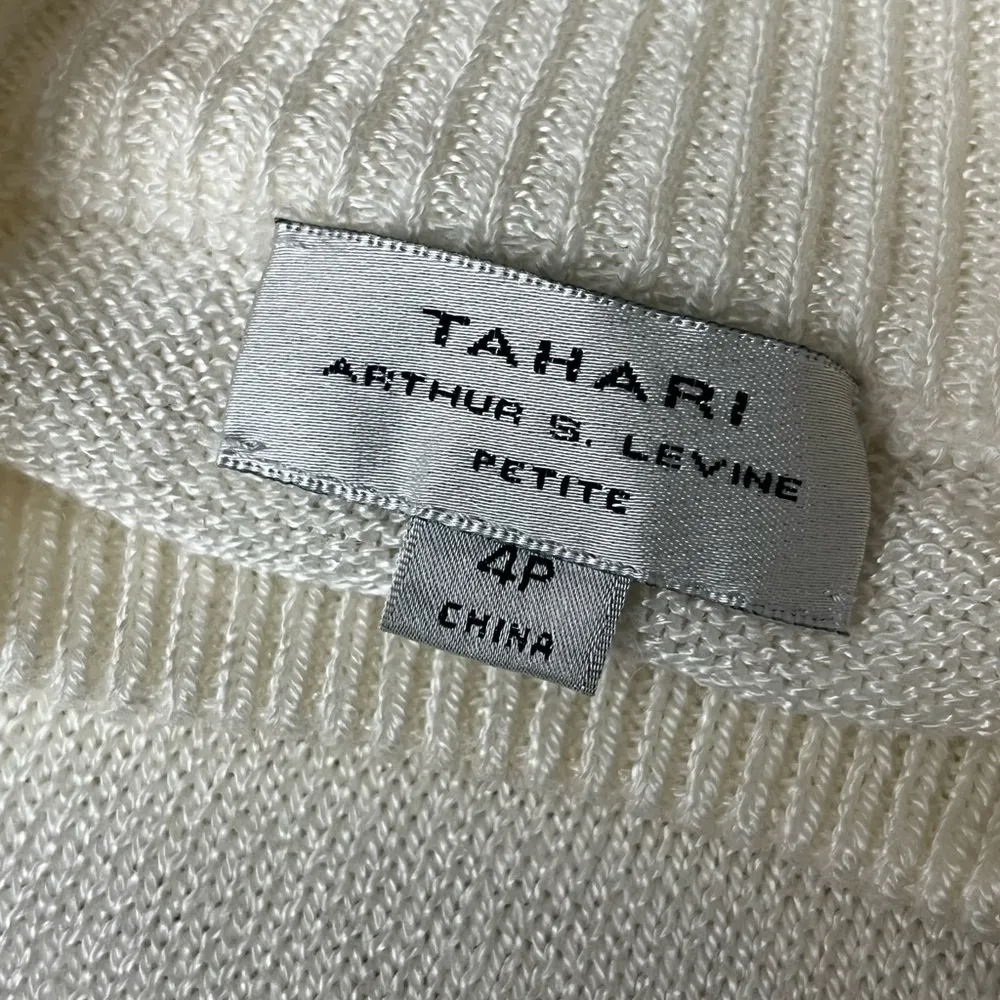 TAHARI
ARTHUR S. LEVINE
PETITE
4P
CHINA